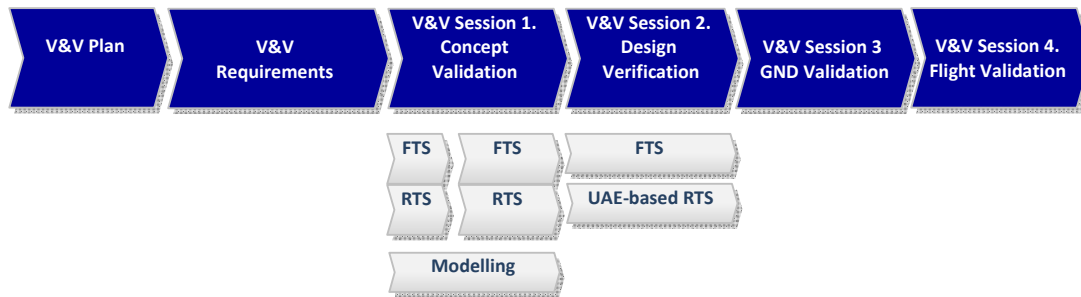 V&V Plan
V&V
Requirements
V&V Session 1.
Concept
Validation
V&V Session 2.
Design
Verification
V&V Session 3
GND Validation
V&V Session 4.
Flight Validation
FTS
FTS
FTS
RTS
RTS
UAE-based RTS
Modelling